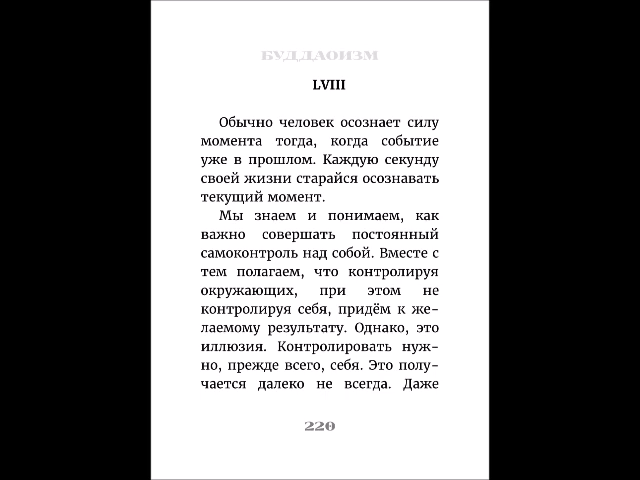 БУДДАОИЗМ
LVIII
Обычно человек осознает силу
момента тогда, когда событие
уже в прошлом. Каждую секунду
своей жизни старайся осознавать
текущий момент.
Мы знаем и понимаем, как
важно совершать постоянный
самоконтроль над собой. Вместе с
тем полагаем, что контролируя
окружающих, при этом не
контролируя себя, придём к же-
лаемому результату. Однако, это
иллюзия. Контролировать нуж-
но, прежде всего, себя. Это полу-
чается далеко не всегда. Даже
220